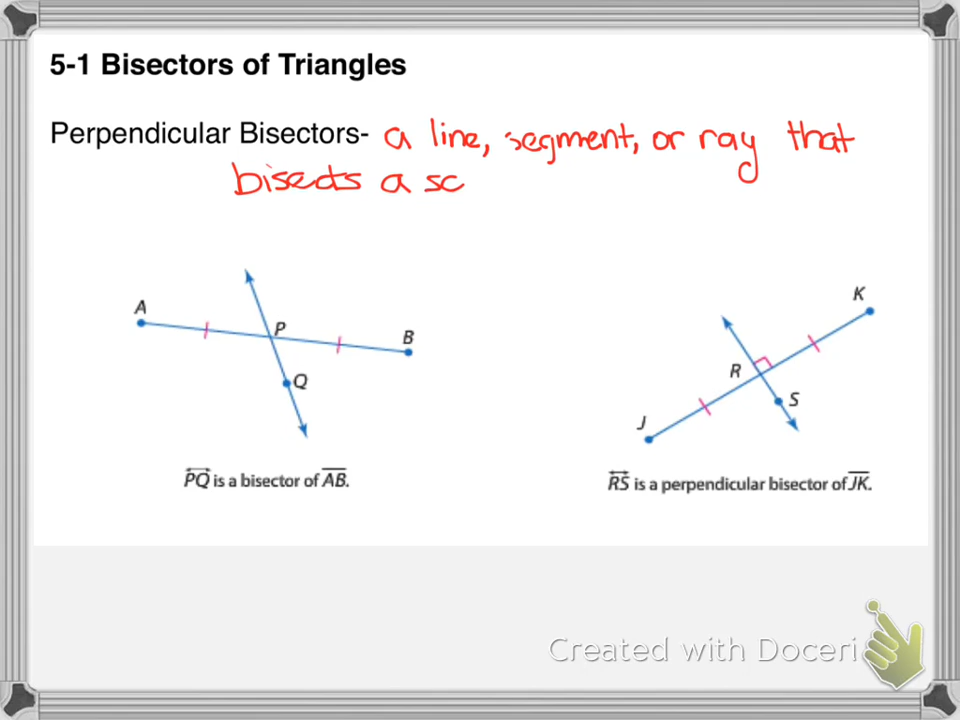 5-1 Bisectors of Triangles
Perpendicular Bisectors- a line, segment, or ray that
bisects a sc
A
P
B
Q
K
R
S
J
PQ is a bisector of AB.
RS is a perpendicular bisector of JK.
Created with Doceri